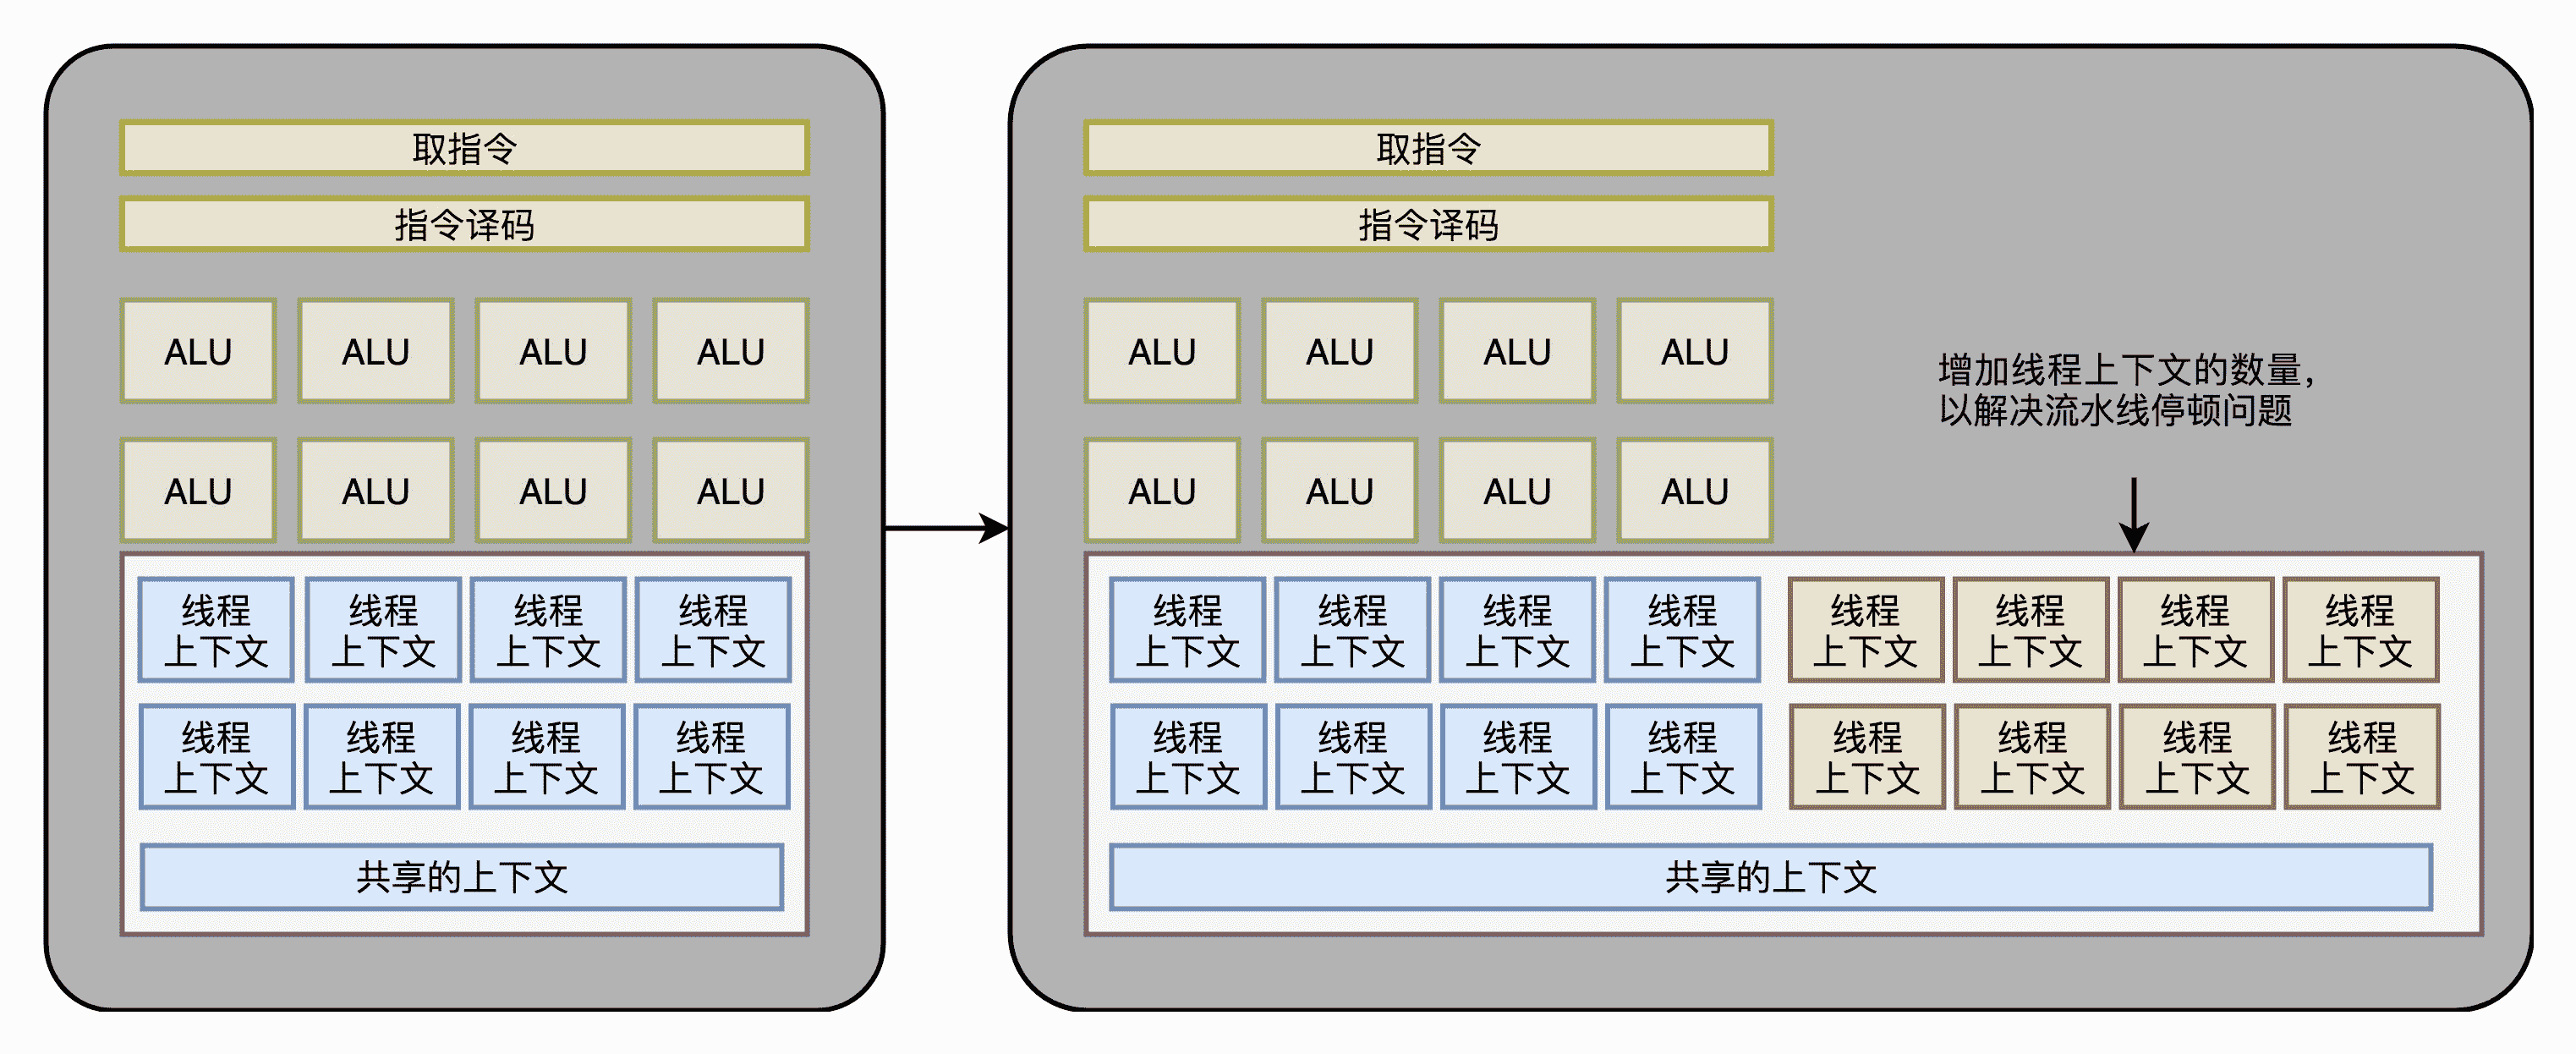 取指令
指令译码
ALU ALU ALU ALU
ALU ALU ALU ALU
线程 线程 线程 线程
上下文 上下文 上下文 上下文
线程 线程 线程 线程
上下文 上下文 上下文 上下文
共享的上下文
取指令
指令译码
ALU ALU ALU ALU
ALU ALU ALU ALU
增加线程上下文的数量，
以解决流水线停顿问题
线程 线程 线程 线程 线程 线程 线程 线程
上下文 上下文 上下文 上下文 上下文 上下文 上下文 上下文
线程 线程 线程 线程 线程 线程 线程 线程
上下文 上下文 上下文 上下文 上下文 上下文 上下文 上下文
共享的上下文